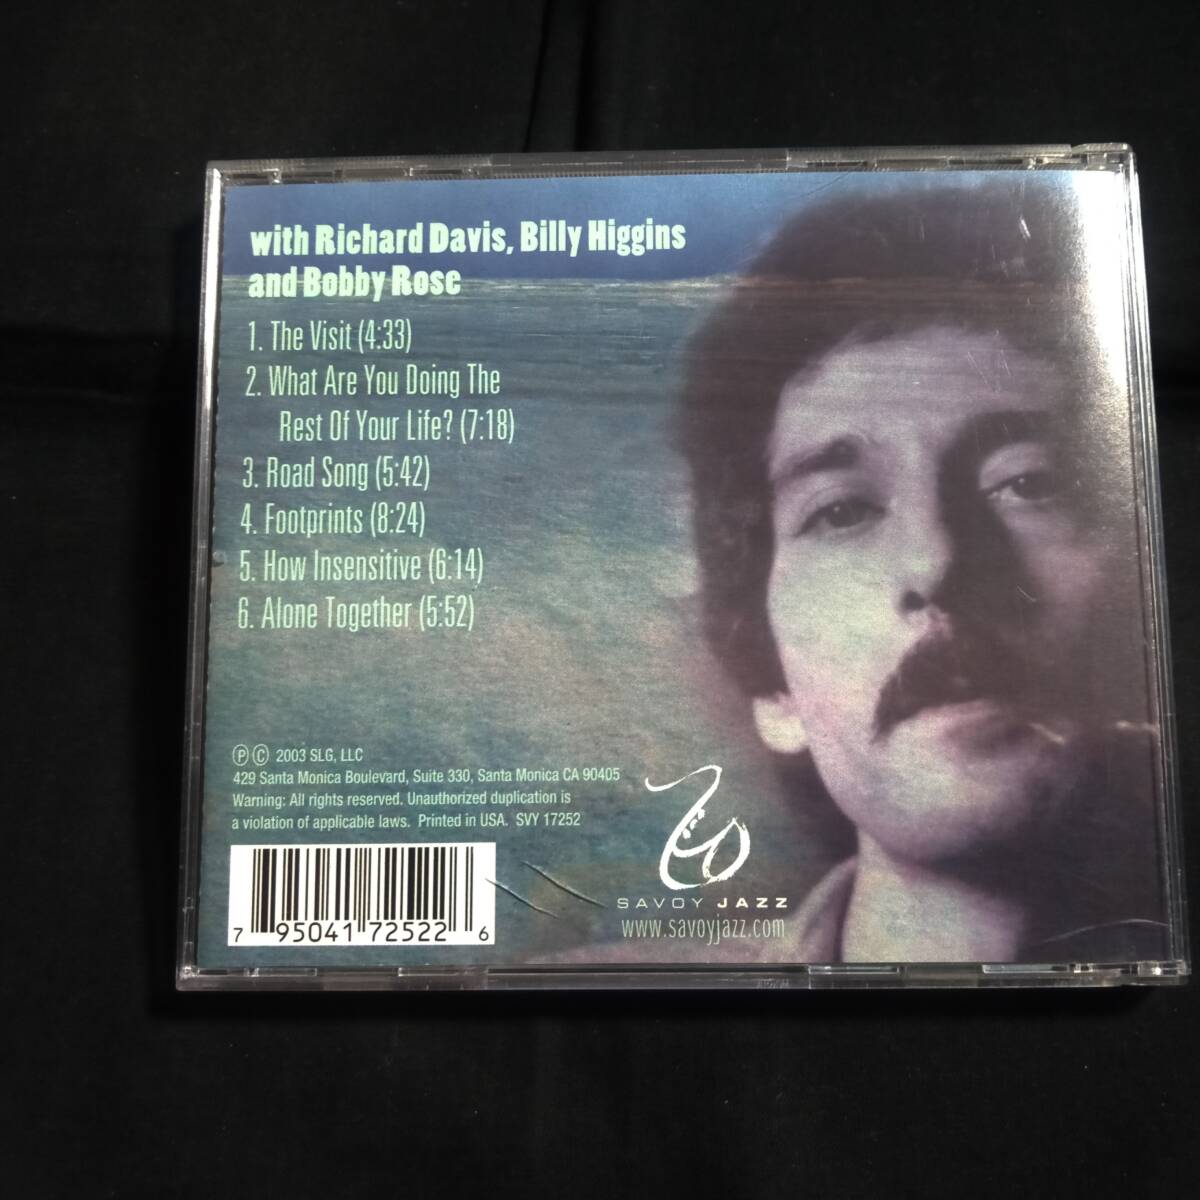 with Richard Davis, Billy Higgins
and Bobby Rose
1. The Visit (4:33)
2. What Are You Doing The
Rest Of Your Life? (7:18)
3. Road Song (5:42)
4. Footprints (8:24)
5. How Insensitive (6:14)
6. Alone Together (5:52)
Ⓟ Ⓒ 2003 SLG, LLC
429 Santa Monica Boulevard, Suite 330, Santa Monica CA 90405
Warning: All rights reserved. Unauthorized duplication is
a violation of applicable laws. Printed in USA. SVY 17252
7 95041 72522 6
SAVOY JAZZ
www.savoyjazz.com